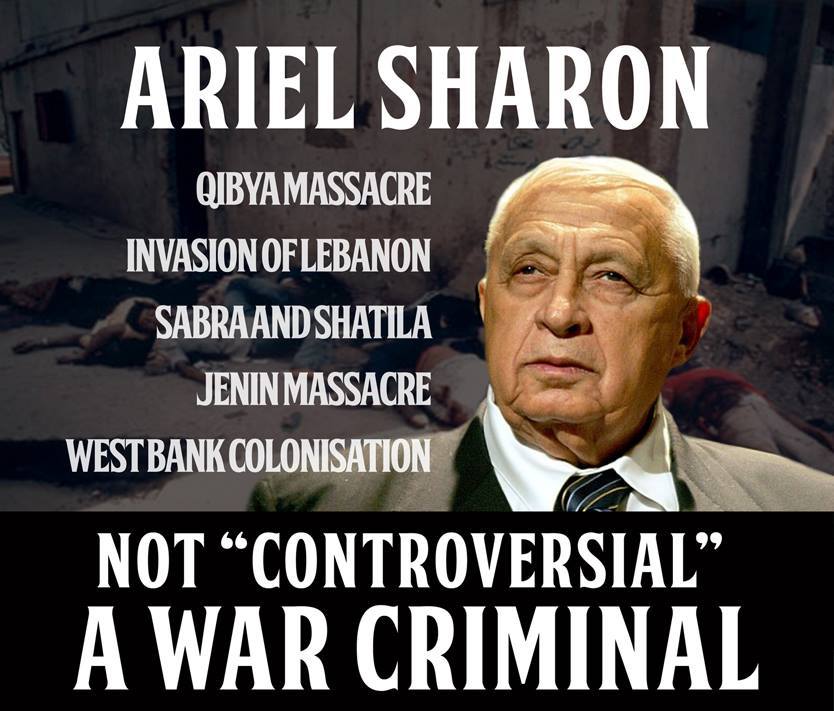 ARIEL SHARON
QIBYA MASSACRE
INVASION OF LEBANON
SABRA AND SHATILA
JENIN MASSACRE
WEST BANK COLONISATION
NOT “CONTROVERSIAL”
A WAR CRIMINAL